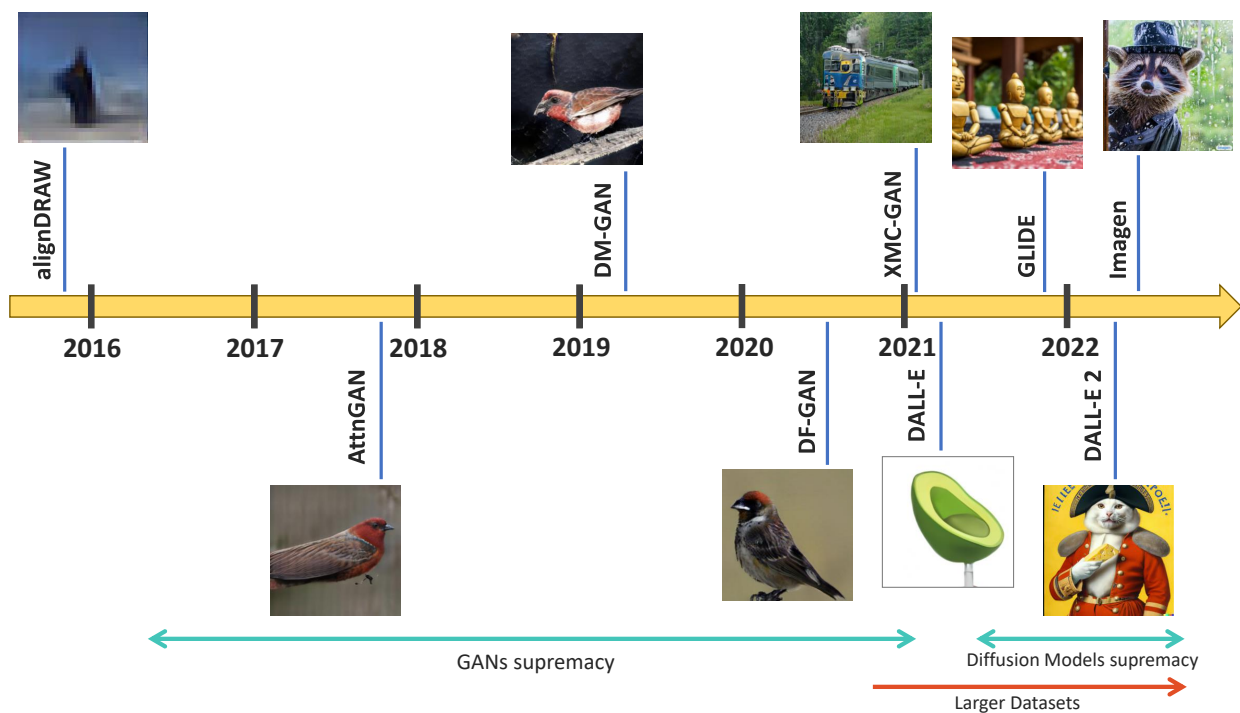 alignDRAW
DM-GAN
XMC-GAN
GLIDE
Imagen
2016
2017
2018
2019
2020
2021
2022
AttnGAN
DF-GAN
DALL-E
DALL-E 2
GANs supremacy
Diffusion Models supremacy
Larger Datasets